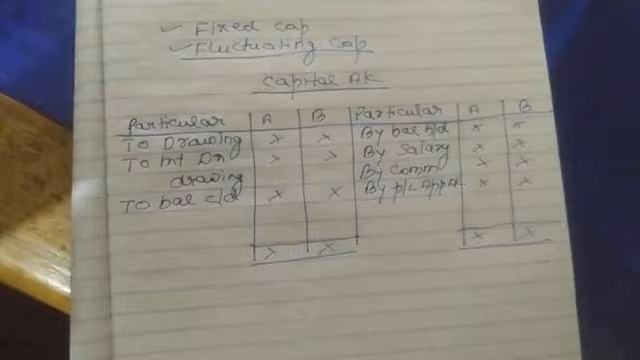 Fixed Cap
Fluctuating Cap
Capital A/c
Particular A B Particular A B
To Drawing x x By bal b/d x x
To Int On drawing x x By Salary x x
By Comm x x
To bal c/d x x By P/L App A/c x x
x x x x